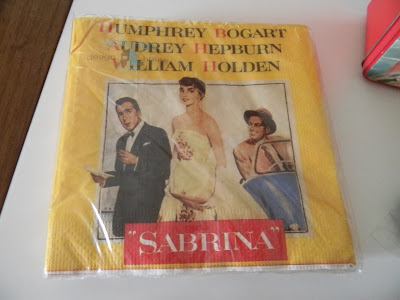 HUMPHREY BOGART
AUDREY HEPBURN
WILLIAM HOLDEN
"SABRINA"